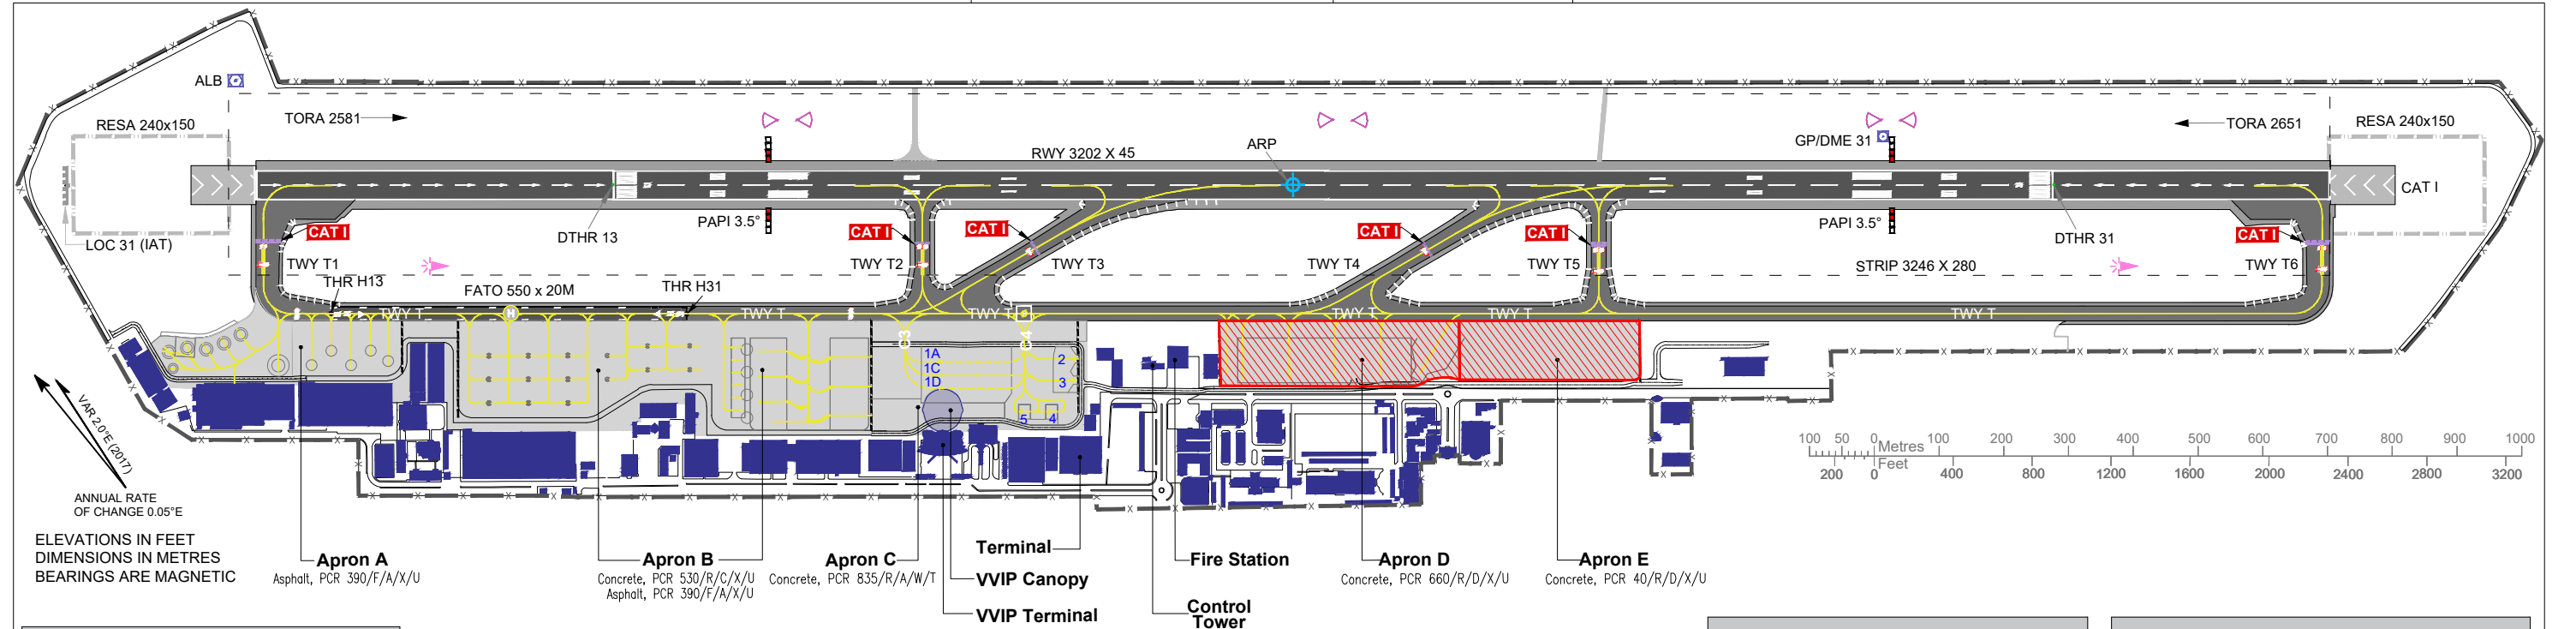 ALB
TORA 2581
RESA 240x150
RWY 3202 X 45
ARP
GP/DME 31
TORA 2651
RESA 240x150
CAT I
LOC 31 (IAT)
CAT I
DTHR 13
PAPI 3.5°
CAT I
CAT I
CAT I
CAT I
PAPI 3.5°
DTHR 31
CAT I
TWY T1
TWY T2
TWY T3
TWY T4
TWY T5
STRIP 3246 X 280
TWY T6
THR H13
FATO 550 x 20M
THR H31
TWY T
H
TWY T
TWY T
TWY T
TWY T
TWY T
1A
1C
1D
2
3
5
4
VAR 2.0°E (2017)
ANNUAL RATE
OF CHANGE 0.05°E
100 50 0 Metres 100 200 300 400 500 600 700 800 900 1000
200 0 Feet 400 800 1200 1600 2000 2400 2800 3200
ELEVATIONS IN FEET
DIMENSIONS IN METRES
BEARINGS ARE MAGNETIC
Apron A
Asphalt, PCR 390/F/A/X/U
Apron B
Concrete, PCR 530/R/C/X/U
Asphalt, PCR 390/F/A/X/U
Apron C
Concrete, PCR 835/R/A/W/T
Terminal
VVIP Canopy
VVIP Terminal
Fire Station
Control
Tower
Apron D
Concrete, PCR 660/R/D/X/U
Apron E
Concrete, PCR 40/R/D/X/U